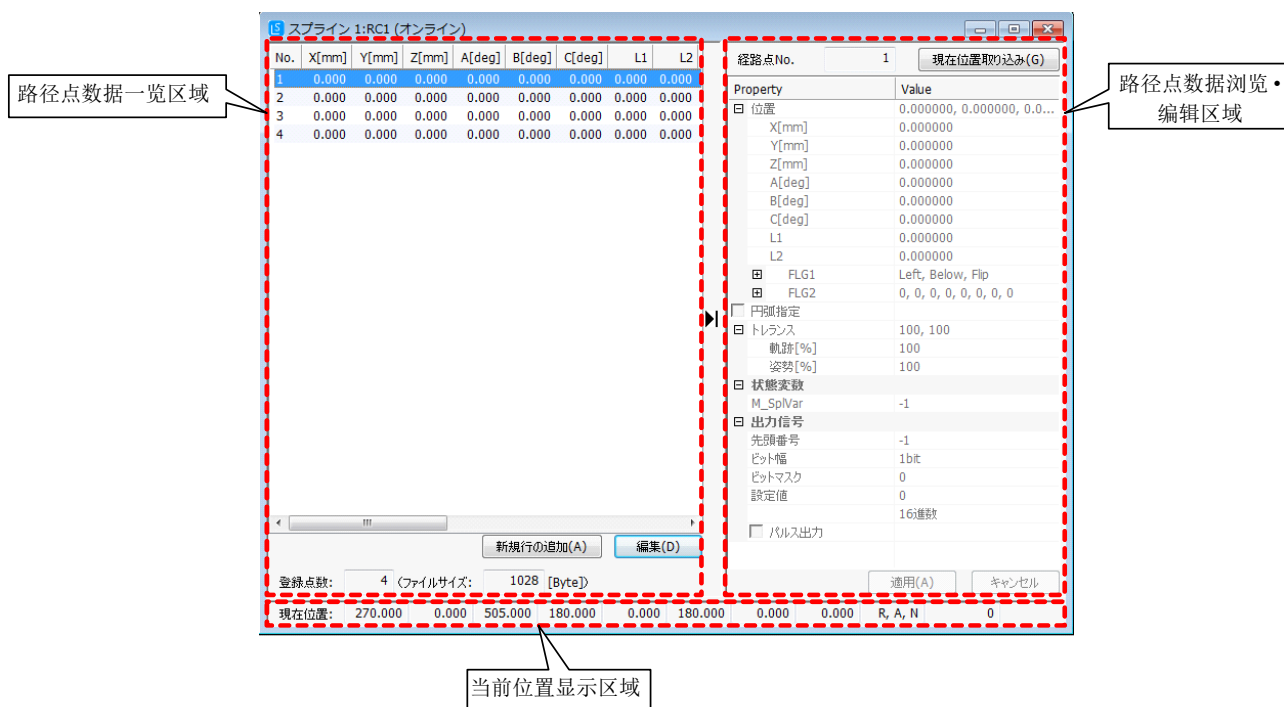 スプライン 1:RC1 (オンライン)
No. X[mm] Y[mm] Z[mm] A[deg] B[deg] C[deg] L1 L2
1 0.000 0.000 0.000 0.000 0.000 0.000 0.000 0.000
2 0.000 0.000 0.000 0.000 0.000 0.000 0.000 0.000
3 0.000 0.000 0.000 0.000 0.000 0.000 0.000 0.000
4 0.000 0.000 0.000 0.000 0.000 0.000 0.000 0.000
路径点数据一览区域
新規行の追加(A) 編集(D)
登録点数: 4 (ファイルサイズ: 1028 [Byte])
経路点No. 1 現在位置取り込み(G)
Property Value
位置 0.000000, 0.000000, 0.0...
X[mm] 0.000000
Y[mm] 0.000000
Z[mm] 0.000000
A[deg] 0.000000
B[deg] 0.000000
C[deg] 0.000000
L1 0.000000
L2 0.000000
FLG1 Left, Below, Flip
FLG2 0, 0, 0, 0, 0, 0, 0, 0
円弧指定
トレランス 100, 100
軌跡[%] 100
姿勢[%] 100
状態変数
M_SplVar -1
出力信号
先頭番号 -1
ビット幅 1bit
ビットマスク 0
設定値 0
16進数
パルス出力
適用(A) キャンセル
路径点数据浏览・
编辑区域
現在位置: 270.000 0.000 505.000 180.000 0.000 180.000 0.000 0.000 R, A, N 0
当前位置显示区域